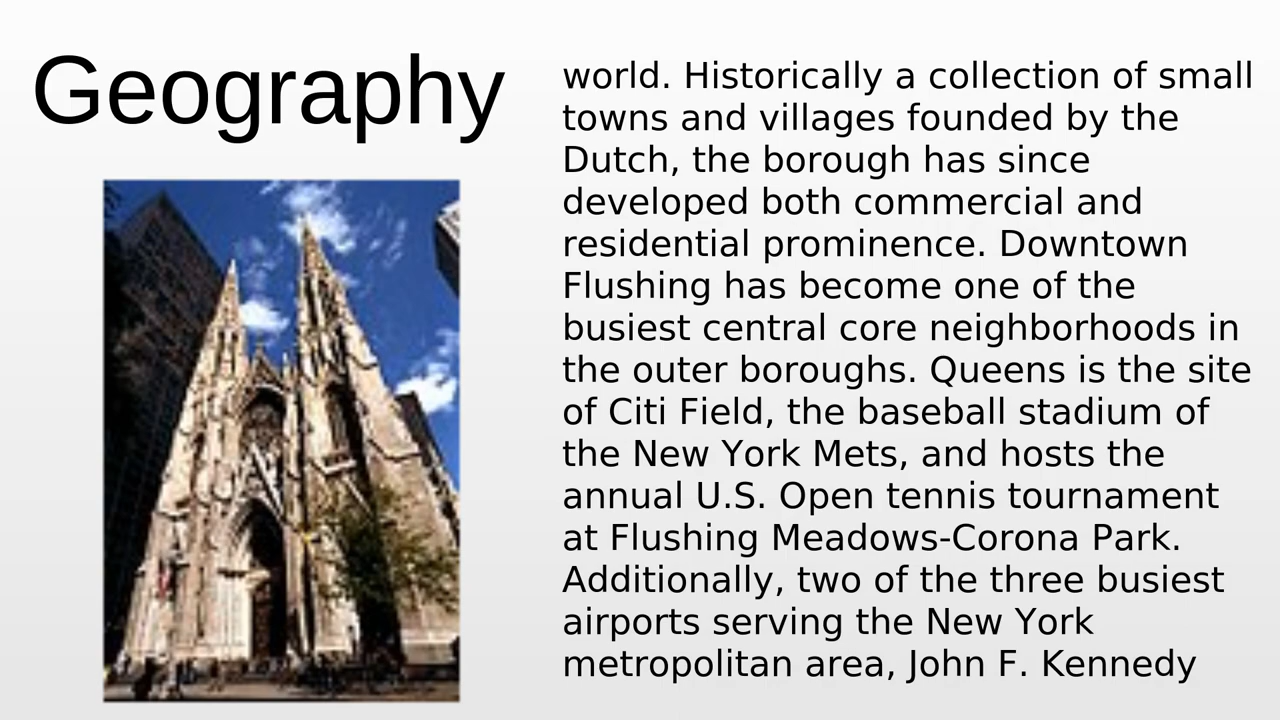 Geography
world. Historically a collection of small
towns and villages founded by the
Dutch, the borough has since
developed both commercial and
residential prominence. Downtown
Flushing has become one of the
busiest central core neighborhoods in
the outer boroughs. Queens is the site
of Citi Field, the baseball stadium of
the New York Mets, and hosts the
annual U.S. Open tennis tournament
at Flushing Meadows-Corona Park.
Additionally, two of the three busiest
airports serving the New York
metropolitan area, John F. Kennedy